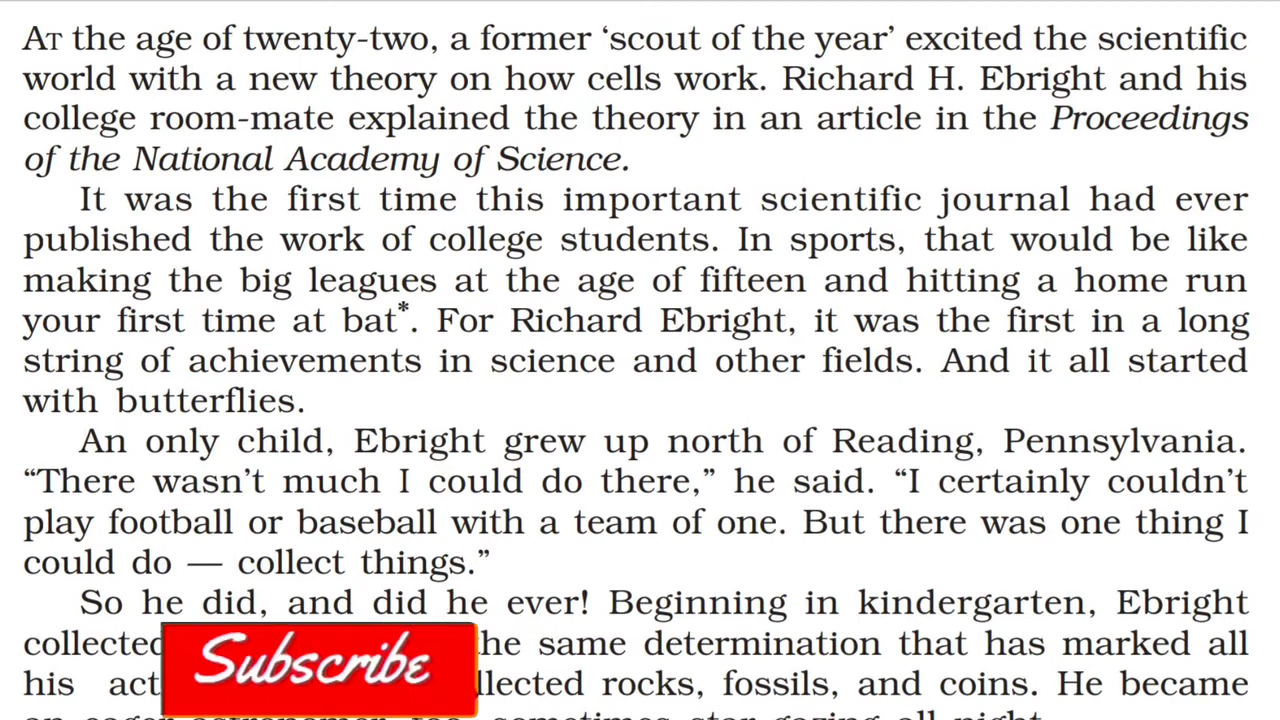 At the age of twenty-two, a former ‘scout of the year’ excited the scientific
world with a new theory on how cells work. Richard H. Ebright and his
college room-mate explained the theory in an article in the Proceedings
of the National Academy of Science.
It was the first time this important scientific journal had ever
published the work of college students. In sports, that would be like
making the big leagues at the age of fifteen and hitting a home run
your first time at bat*. For Richard Ebright, it was the first in a long
string of achievements in science and other fields. And it all started
with butterflies.
An only child, Ebright grew up north of Reading, Pennsylvania.
“There wasn’t much I could do there,” he said. “I certainly couldn’t
play football or baseball with a team of one. But there was one thing I
could do — collect things.”
So he did, and did he ever! Beginning in kindergarten, Ebright
collected the same determination that has marked all
his rocks, fossils, and coins. He became
Subscribe